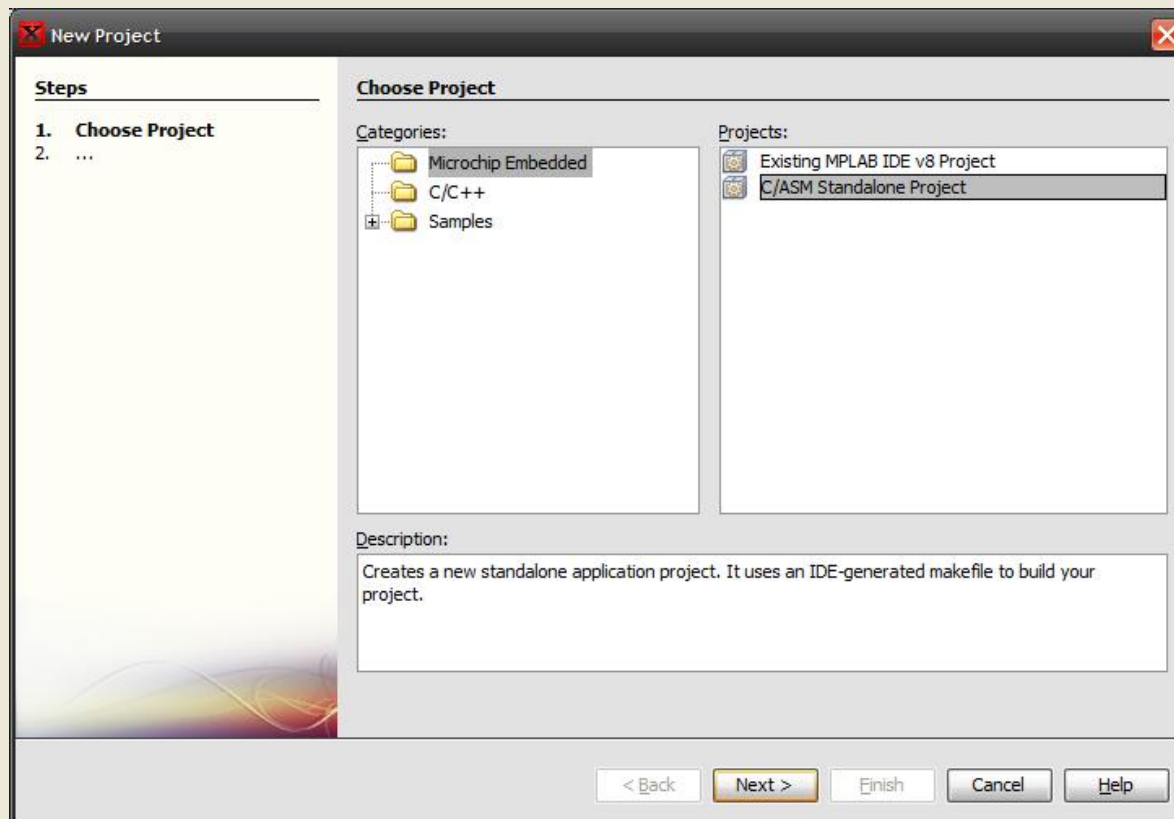 New Project
Steps
1. Choose Project
2. ...
Choose Project
Categories:
Microchip Embedded
C/C++
Samples
Projects:
Existing MPLAB IDE v8 Project
C/ASM Standalone Project
Description:
Creates a new standalone application project. It uses an IDE-generated makefile to build your
project.
< Back
Next >
Finish
Cancel
Help